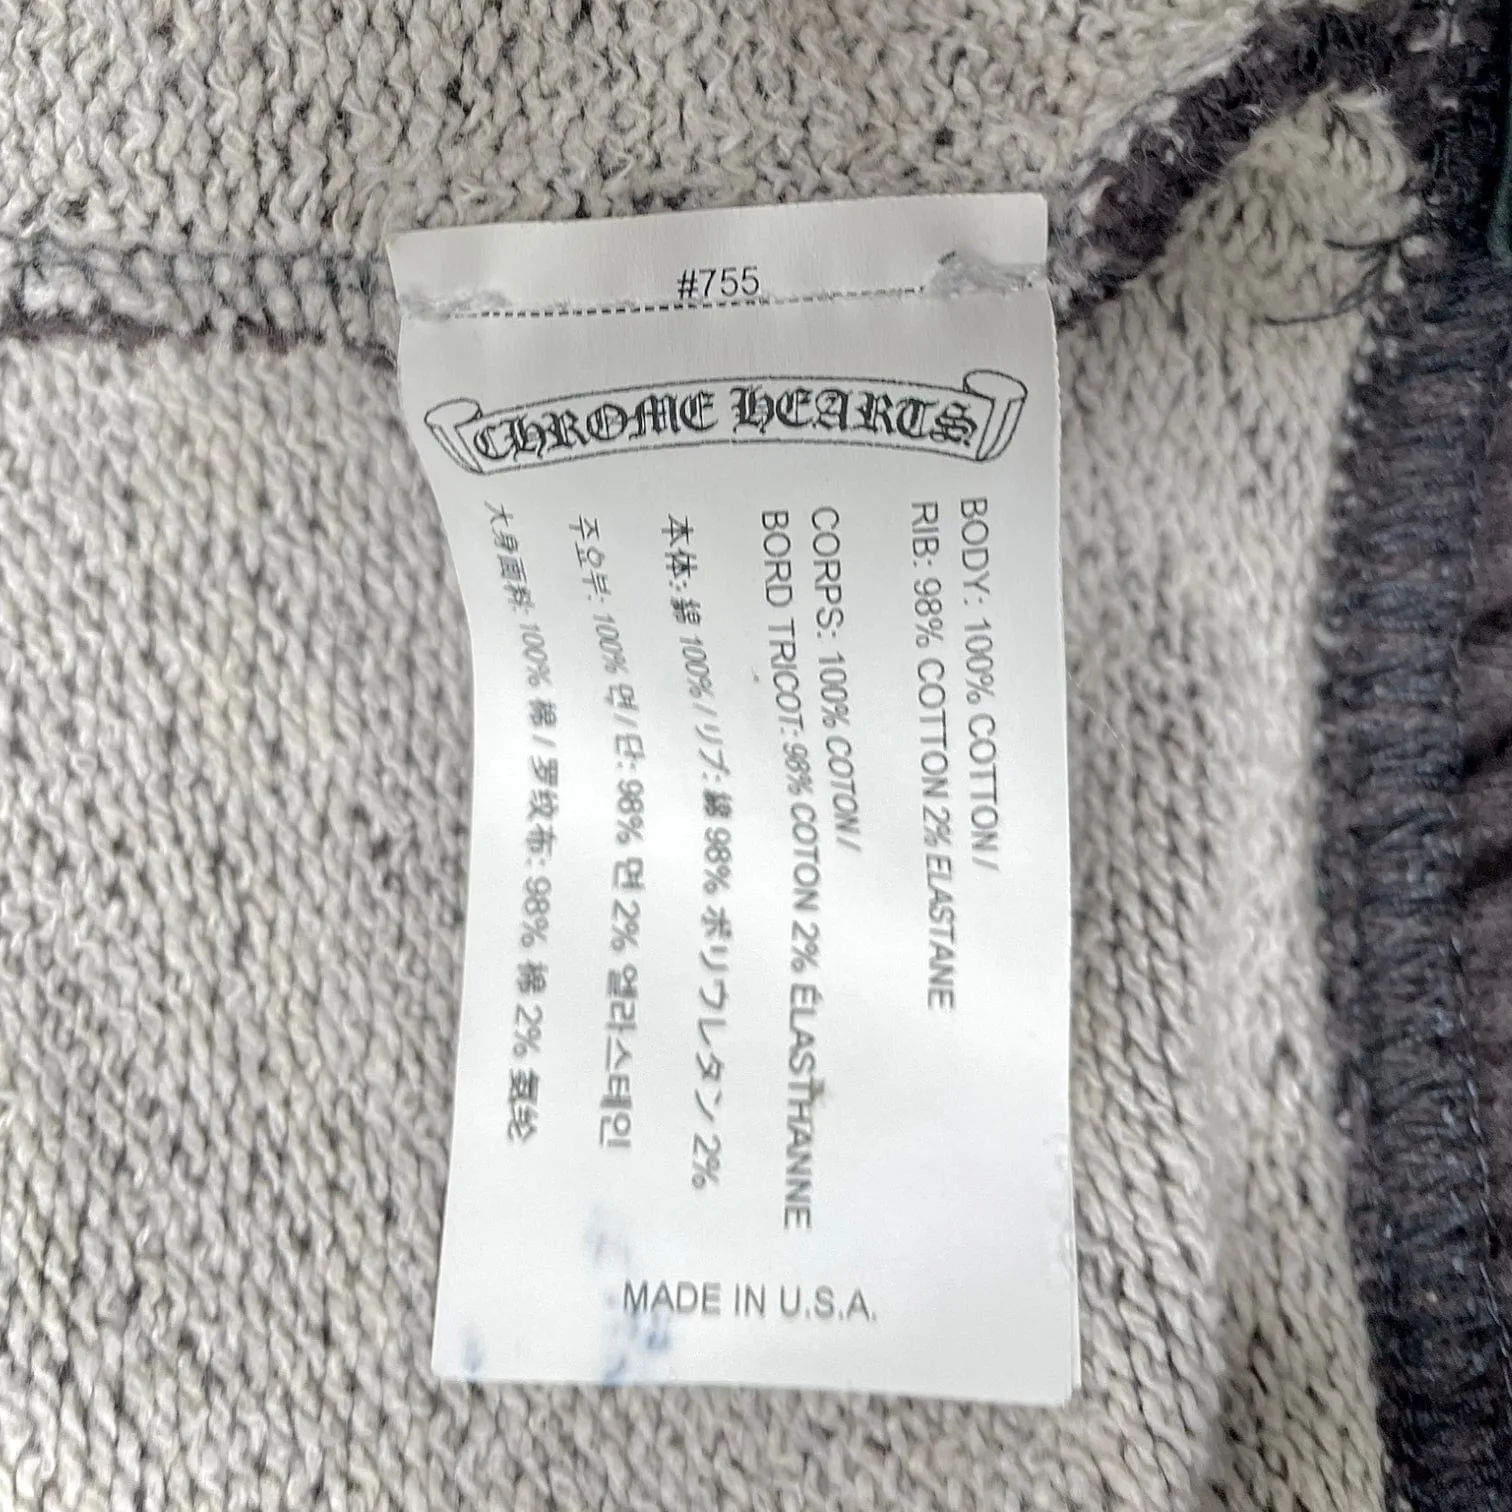 #755
CHROME HEARTS
BODY: 100% COTTON /
RIB: 98% COTTON 2% ELASTANE
CORPS: 100% COTON /
BORD TRICOT: 98% COTON 2% ÉLASTHANNE
本体: 綿 100% / リブ: 綿 98% ポリウレタン 2%
주요부: 100% 면 / 단: 98% 면 2% 엘라스테인
大身面料: 100% 棉 / 罗纹布: 98% 棉 2% 氨纶
MADE IN U.S.A.